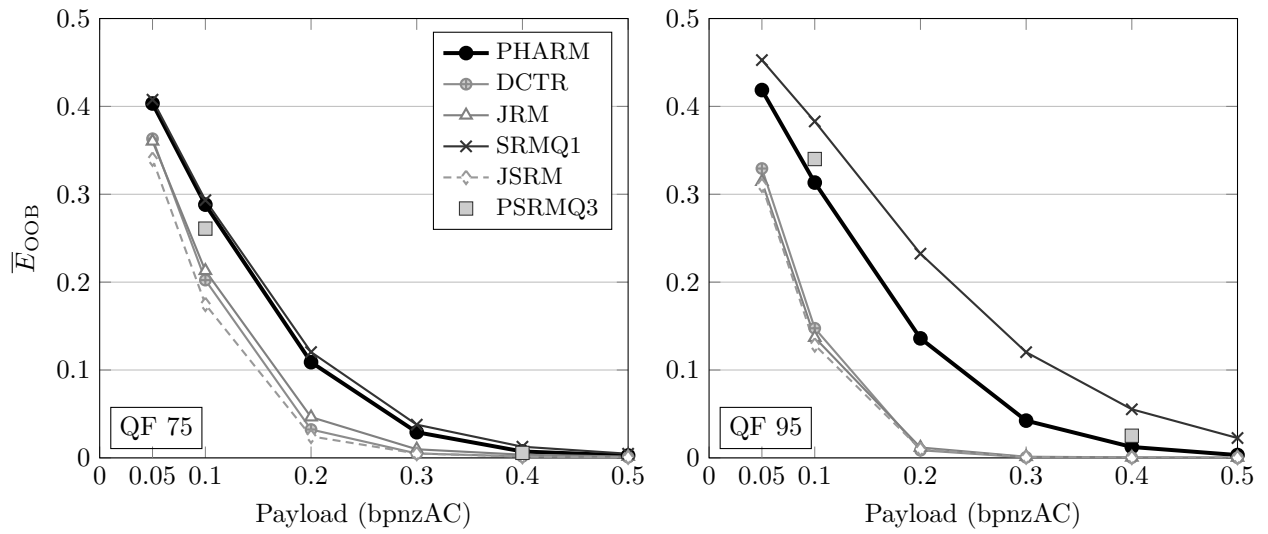 0.5
0.4
0.3
0.2
0.1
0
E̅OOB
PHARM
DCTR
JRM
SRMQ1
JSRM
PSRMQ3
QF 75
0 0.05 0.1 0.2 0.3 0.4 0.5
Payload (bpnzAC)
0.5
0.4
0.3
0.2
0.1
0
QF 95
0 0.05 0.1 0.2 0.3 0.4 0.5
Payload (bpnzAC)